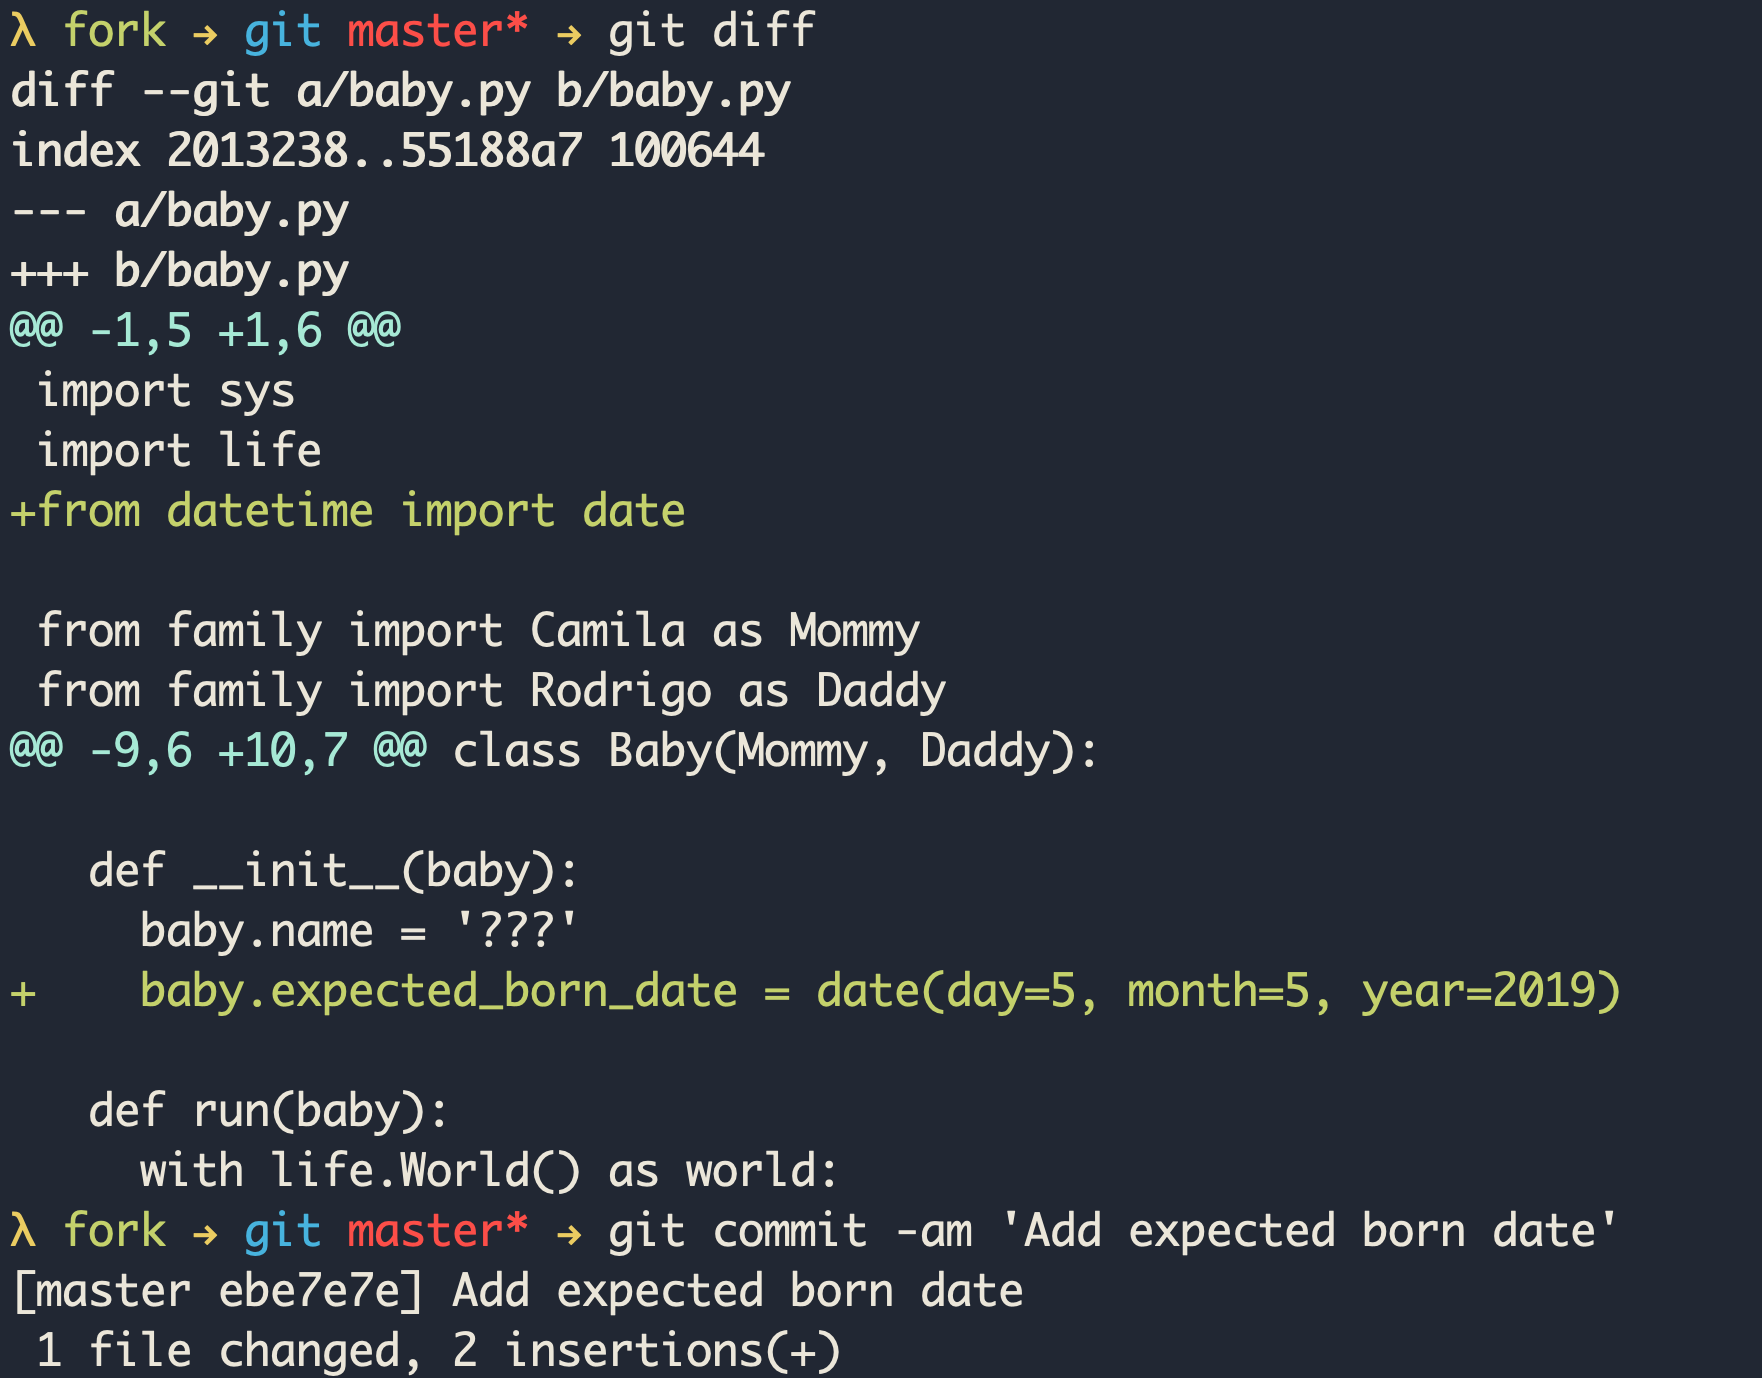 λ fork → git master* → git diff
diff --git a/baby.py b/baby.py
index 2013238..55188a7 100644
--- a/baby.py
+++ b/baby.py
@@ -1,5 +1,6 @@
 import sys
 import life
+from datetime import date

 from family import Camila as Mommy
 from family import Rodrigo as Daddy
@@ -9,6 +10,7 @@ class Baby(Mommy, Daddy):

   def __init__(baby):
     baby.name = '???'
+    baby.expected_born_date = date(day=5, month=5, year=2019)

   def run(baby):
     with life.World() as world:
λ fork → git master* → git commit -am 'Add expected born date'
[master ebe7e7e] Add expected born date
 1 file changed, 2 insertions(+)